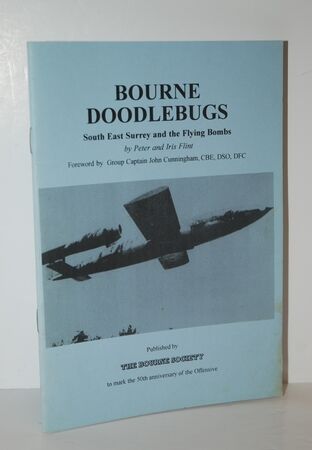 BOURNE
DOODLEBUGS
South East Surrey and the Flying Bombs
by Peter and Iris Flint
Foreword by Group Captain John Cunningham, CBE, DSO, DFC
Published by
THE BOURNE SOCIETY
to mark the 50th anniversary of the Offensive